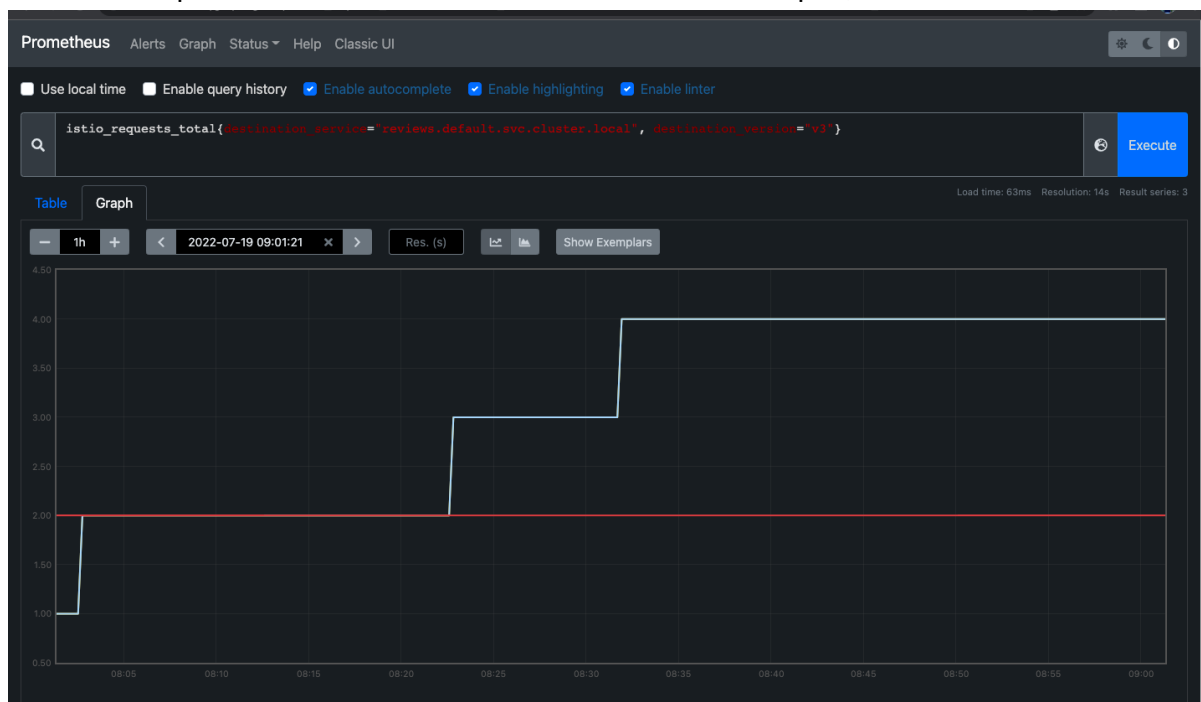 Prometheus Alerts Graph Status Help Classic UI
Use local time Enable query history Enable autocomplete Enable highlighting Enable linter
istio_requests_total{destination_service="reviews.default.svc.cluster.local", destination_version="v3"}
Execute
Load time: 63ms Resolution: 14s Result series: 3
Table Graph
1h 2022-07-19 09:01:21 Res. (s) Show Exemplars
4.50
4.00
3.50
3.00
2.50
2.00
1.50
1.00
0.50
08:05 08:10 08:15 08:20 08:25 08:30 08:35 08:40 08:45 08:50 08:55 09:00